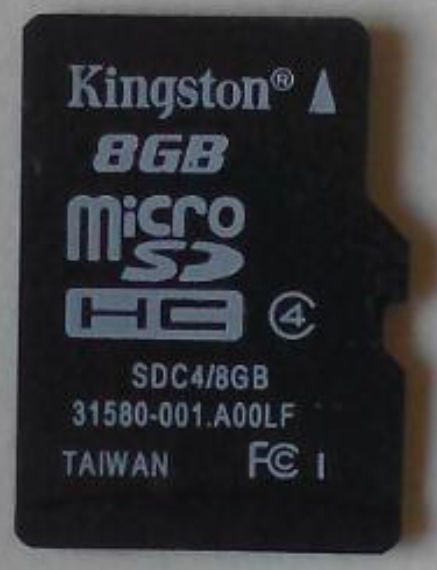 Kingston®
8GB
micro
SD
HC 4
SDC4/8GB
31580-001.A00LF
TAIWAN FC I